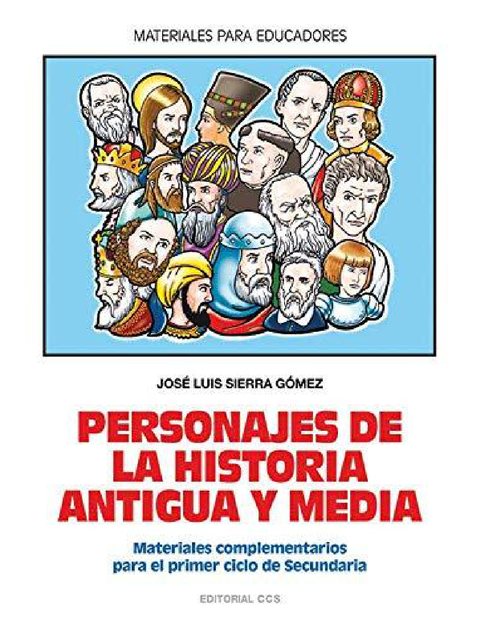 MATERIALES PARA EDUCADORES
JOSÉ LUIS SIERRA GÓMEZ
PERSONAJES DE
LA HISTORIA
ANTIGUA Y MEDIA
Materiales complementarios
para el primer ciclo de Secundaria
EDITORIAL CCS